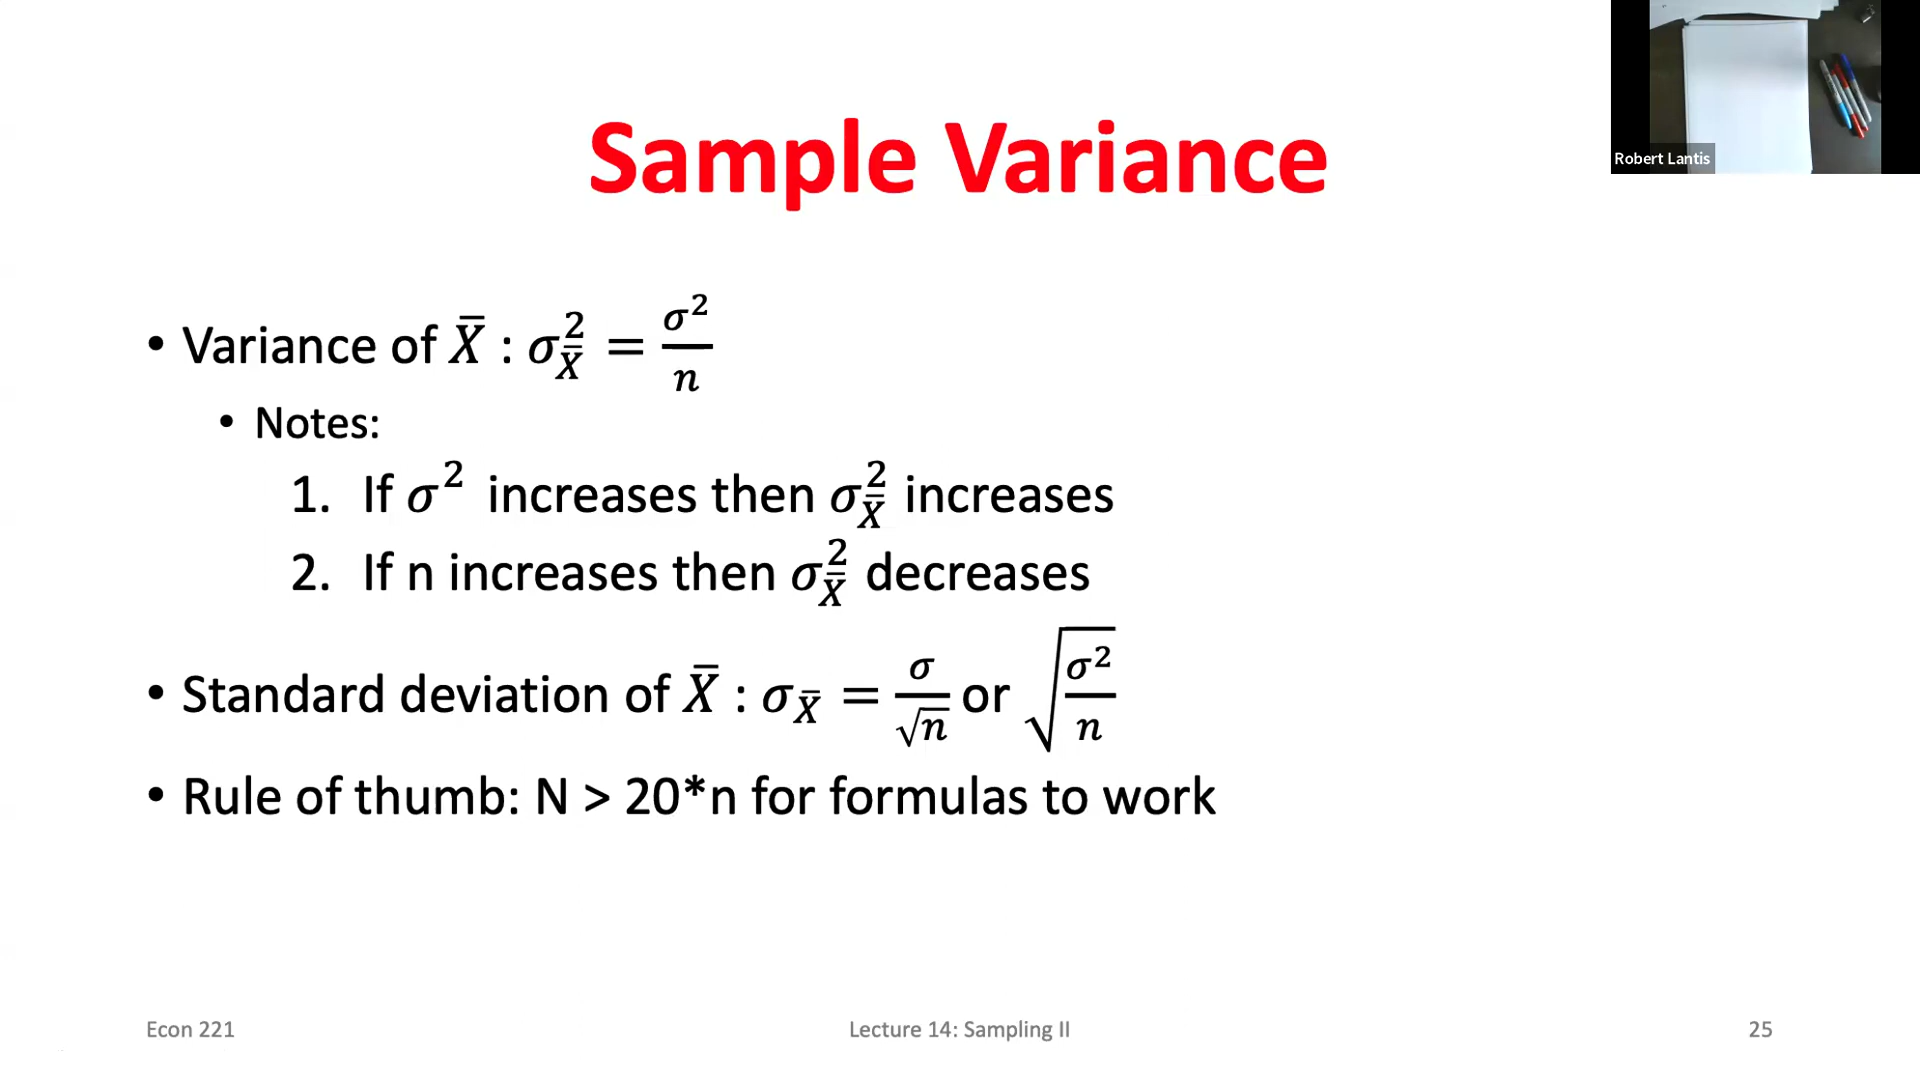 Robert Lantis
Sample Variance
• Variance of X̄ : σ²_X̄ = σ²/n
• Notes:
1. If σ² increases then σ²_X̄ increases
2. If n increases then σ²_X̄ decreases
• Standard deviation of X̄ : σ_X̄ = σ/√n or √(σ²/n)
• Rule of thumb: N > 20*n for formulas to work
Econ 221
Lecture 14: Sampling II
25